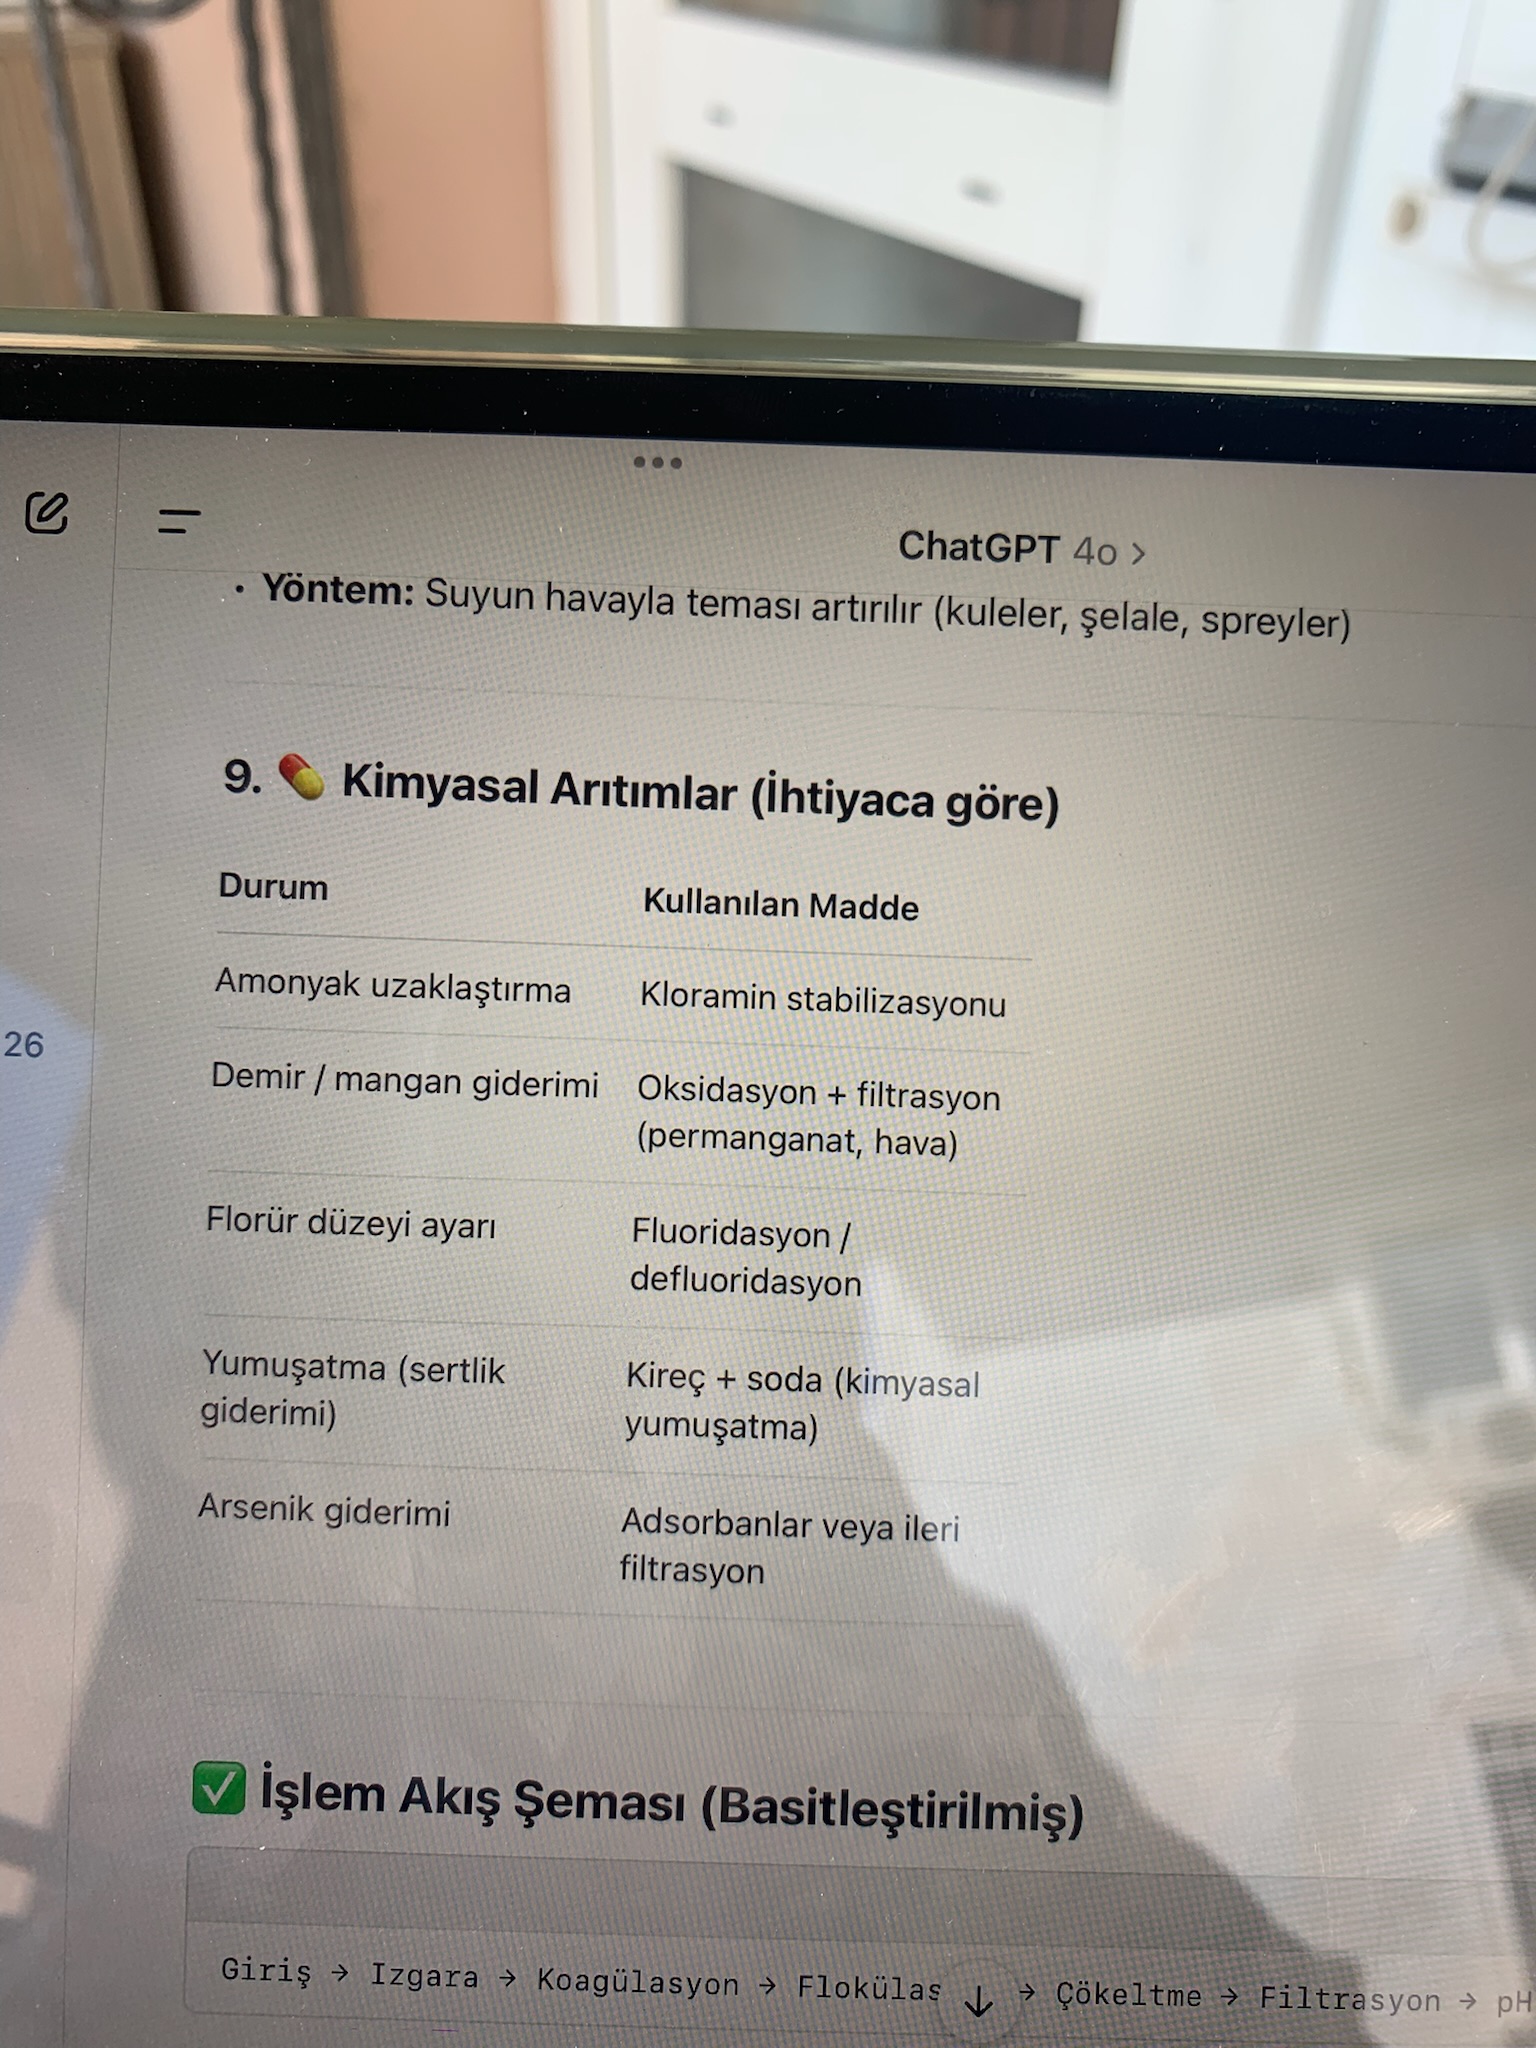 ChatGPT 4o >
• Yöntem: Suyun havayla teması artırılır (kuleler, şelale, spreyler)
9. 💊 Kimyasal Arıtımlar (İhtiyaca göre)
Durum Kullanılan Madde
Amonyak uzaklaştırma Kloramin stabilizasyonu
26
Demir / mangan giderimi Oksidasyon + filtrasyon
(permanganat, hava)
Florür düzeyi ayarı Fluoridasyon /
defluoridasyon
Yumuşatma (sertlik Kireç + soda (kimyasal
giderimi) yumuşatma)
Arsenik giderimi Adsorbanlar veya ileri
filtrasyon
✅ İşlem Akış Şeması (Basitleştirilmiş)
Giriş → Izgara → Koagülasyon → Flokülas → Çökeltme → Filtrasyon → pH